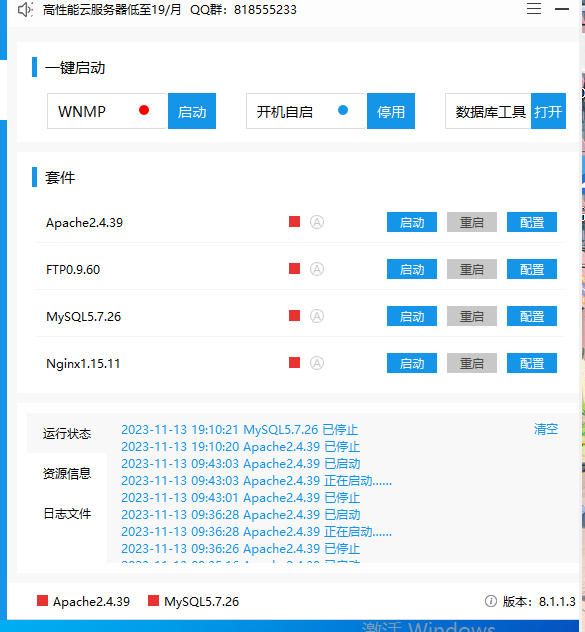 高性能云服务器低至19/月 QQ群：818555233
一键启动
WNMP 启动 开机自启 停用 数据库工具 打开
套件
Apache2.4.39 A 启动 重启 配置
FTP0.9.60 A 启动 重启 配置
MySQL5.7.26 A 启动 重启 配置
Nginx1.15.11 A 启动 重启 配置
运行状态
资源信息
日志文件
2023-11-13 19:10:21 MySQL5.7.26 已停止 清空
2023-11-13 19:10:20 Apache2.4.39 已停止
2023-11-13 09:43:03 Apache2.4.39 已启动
2023-11-13 09:43:03 Apache2.4.39 正在启动......
2023-11-13 09:43:01 Apache2.4.39 已停止
2023-11-13 09:36:28 Apache2.4.39 已启动
2023-11-13 09:36:28 Apache2.4.39 正在启动......
2023-11-13 09:36:26 Apache2.4.39 已停止
Apache2.4.39 MySQL5.7.26 版本：8.1.1.3
激活 Windows